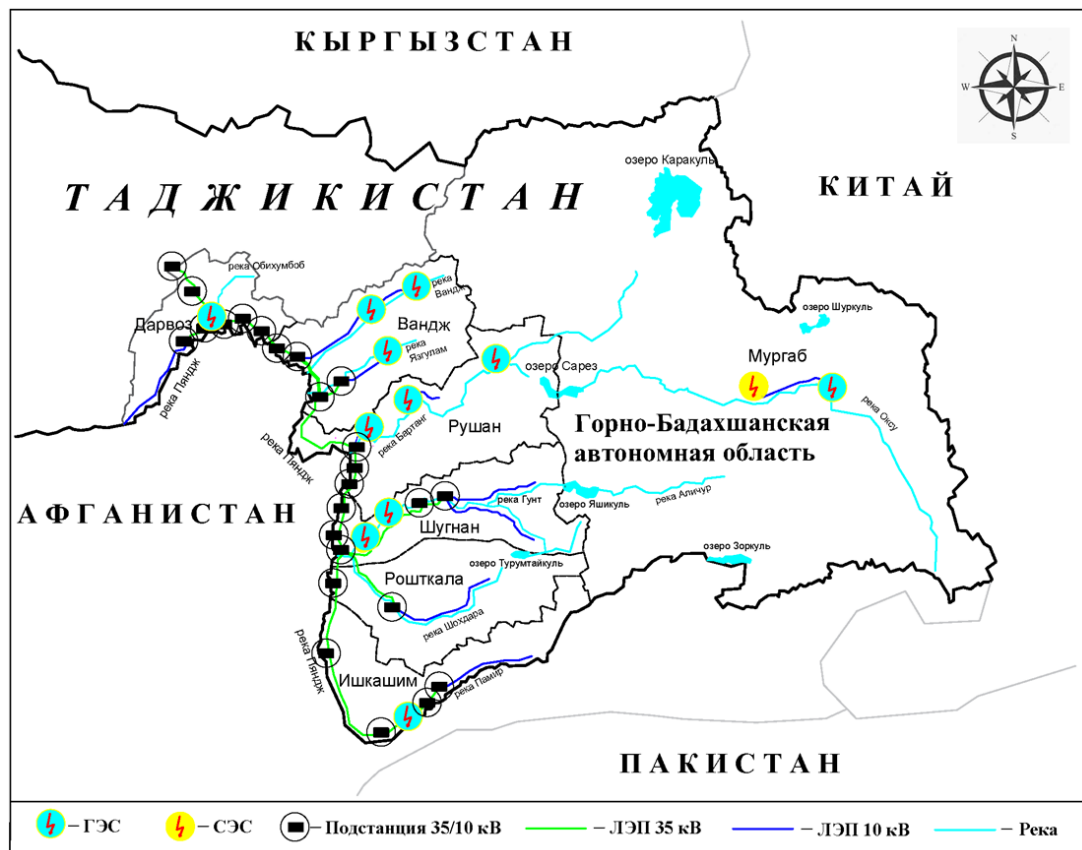 КЫРГЫЗСТАН
N
W
E
S
озеро Каракуль
КИТАЙ
ТАДЖИКИСТАН
река Обихумбоб
река
Вандж
Дарвоз
Вандж
озеро Шуркуль
река
Язгулам
Мургаб
река Пяндж
озеро Сарез
река Оксу
Рушан
река Бартанг
Горно-Бадахшанская
автономная область
река Пяндж
АФГАНИСТАН
река Гунт
река Аличур
озеро Яшикуль
Шугнан
озеро Зоркуль
озеро Турумтайкуль
Рошткала
река Шохдара
река Пяндж
Ишкашим
река Памир
ПАКИСТАН
– ГЭС – СЭС – Подстанция 35/10 кВ – ЛЭП 35 кВ – ЛЭП 10 кВ – Река